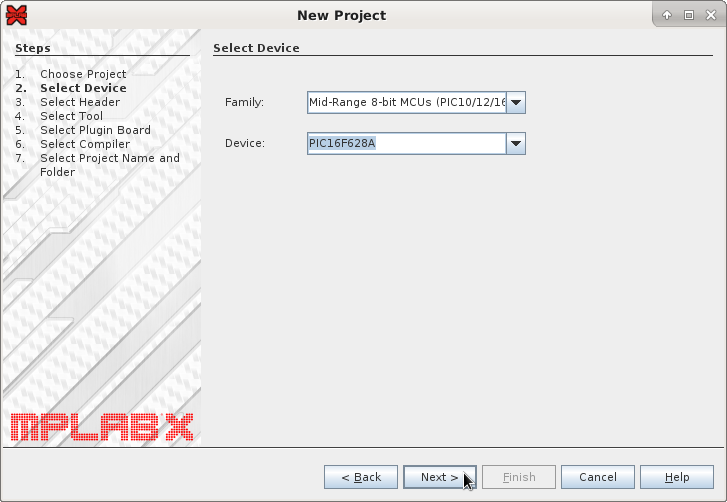 New Project
Steps
1. Choose Project
2. Select Device
3. Select Header
4. Select Tool
5. Select Plugin Board
6. Select Compiler
7. Select Project Name and
Folder
Select Device
Family: Mid-Range 8-bit MCUs (PIC10/12/16
Device: PIC16F628A
MPLAB X
< Back Next > Finish Cancel Help